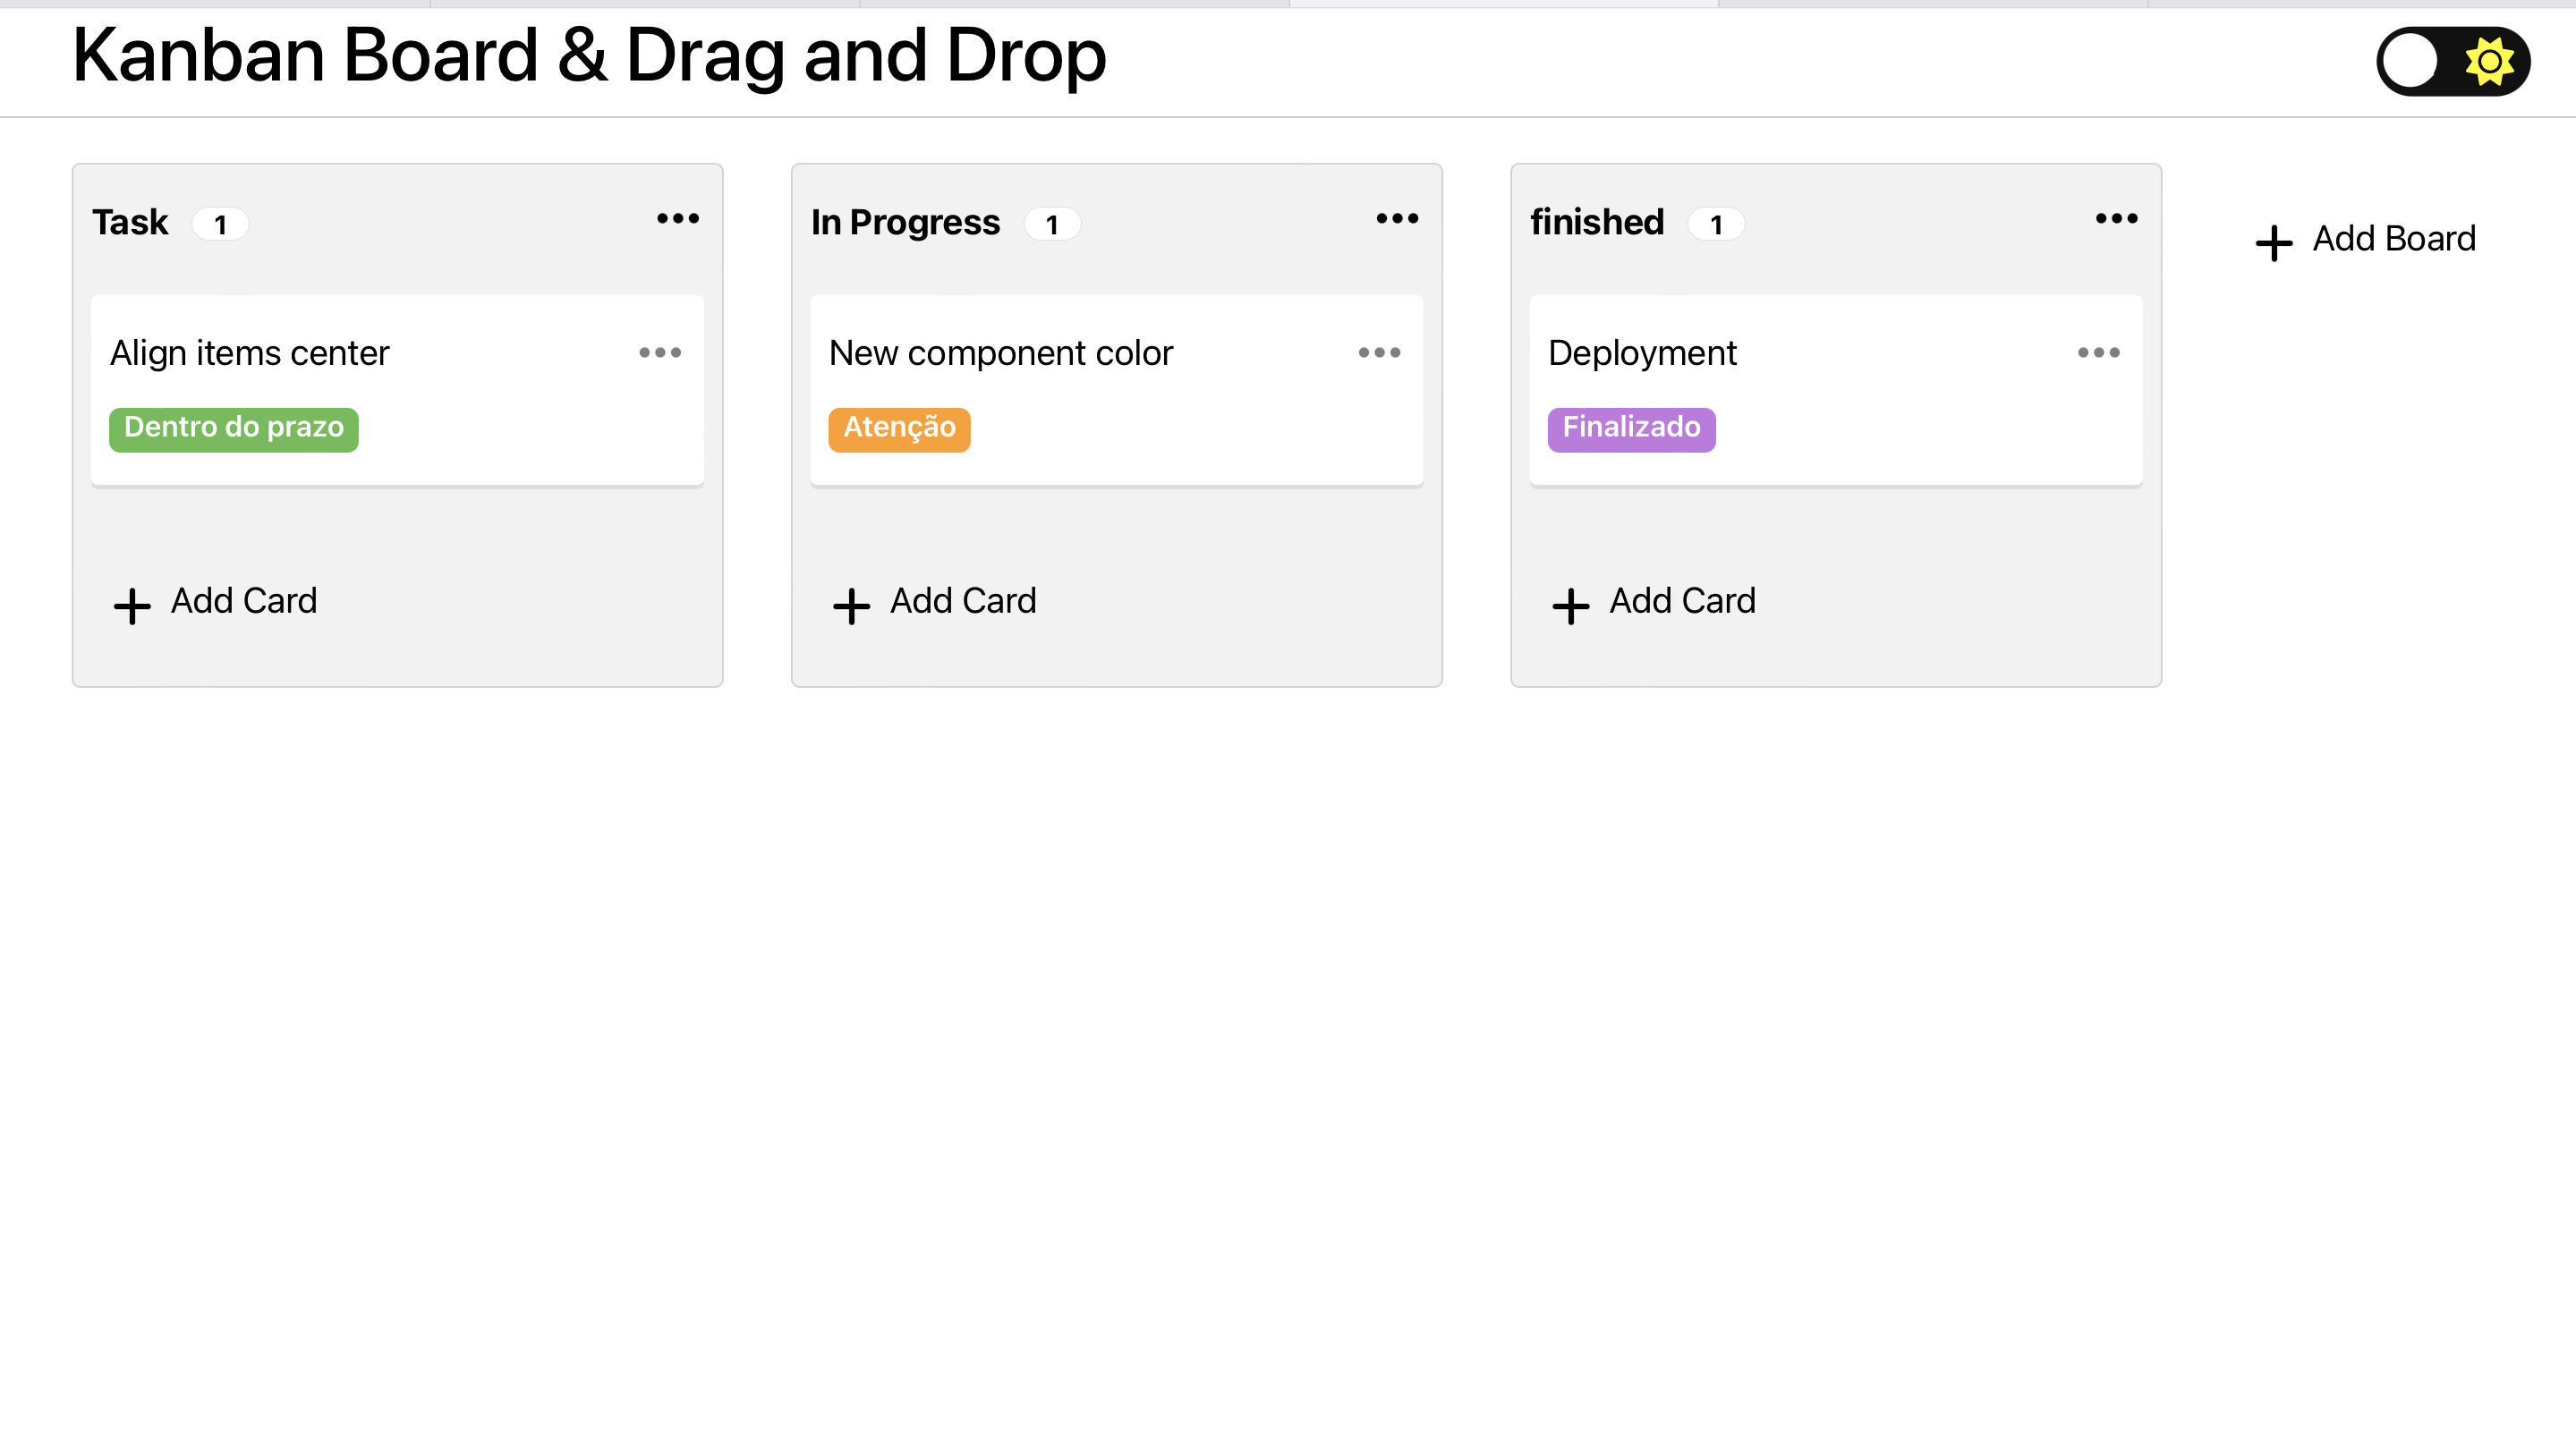 Kanban Board & Drag and Drop
Task 1
Align items center
Dentro do prazo
Add Card
In Progress 1
New component color
Atenção
Add Card
finished 1
Deployment
Finalizado
Add Card
Add Board